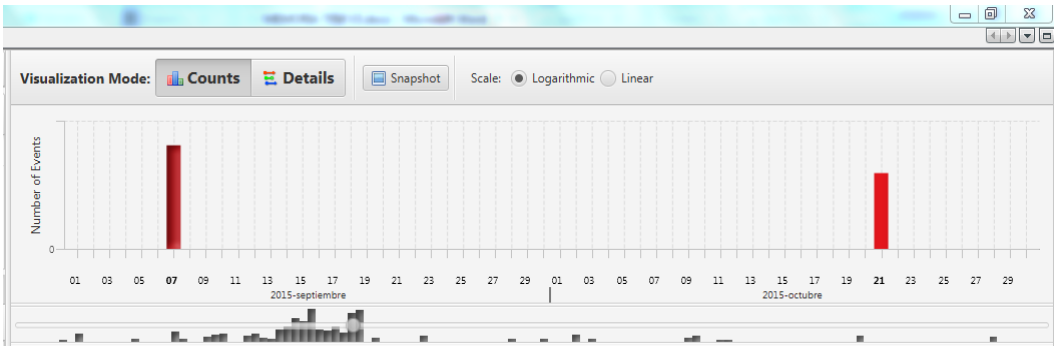 Visualization Mode: Counts Details Snapshot Scale: Logarithmic Linear
Number of Events
0
01 03 05 07 09 11 13 15 17 19 21 23 25 27 29 01 03 05 07 09 11 13 15 17 19 21 23 25 27 29
2015-septiembre 2015-octubre